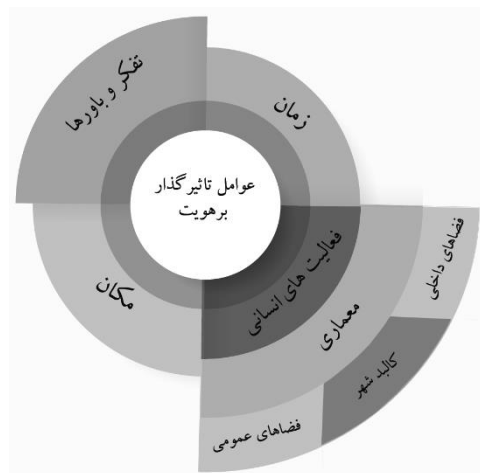 عوامل تاثیرگذار
برهویت
تفکر و باورها
زمان
مکان
فعالیت های انسانی
معماری
فضاهای داخلی
کالبد شهر
فضاهای عمومی